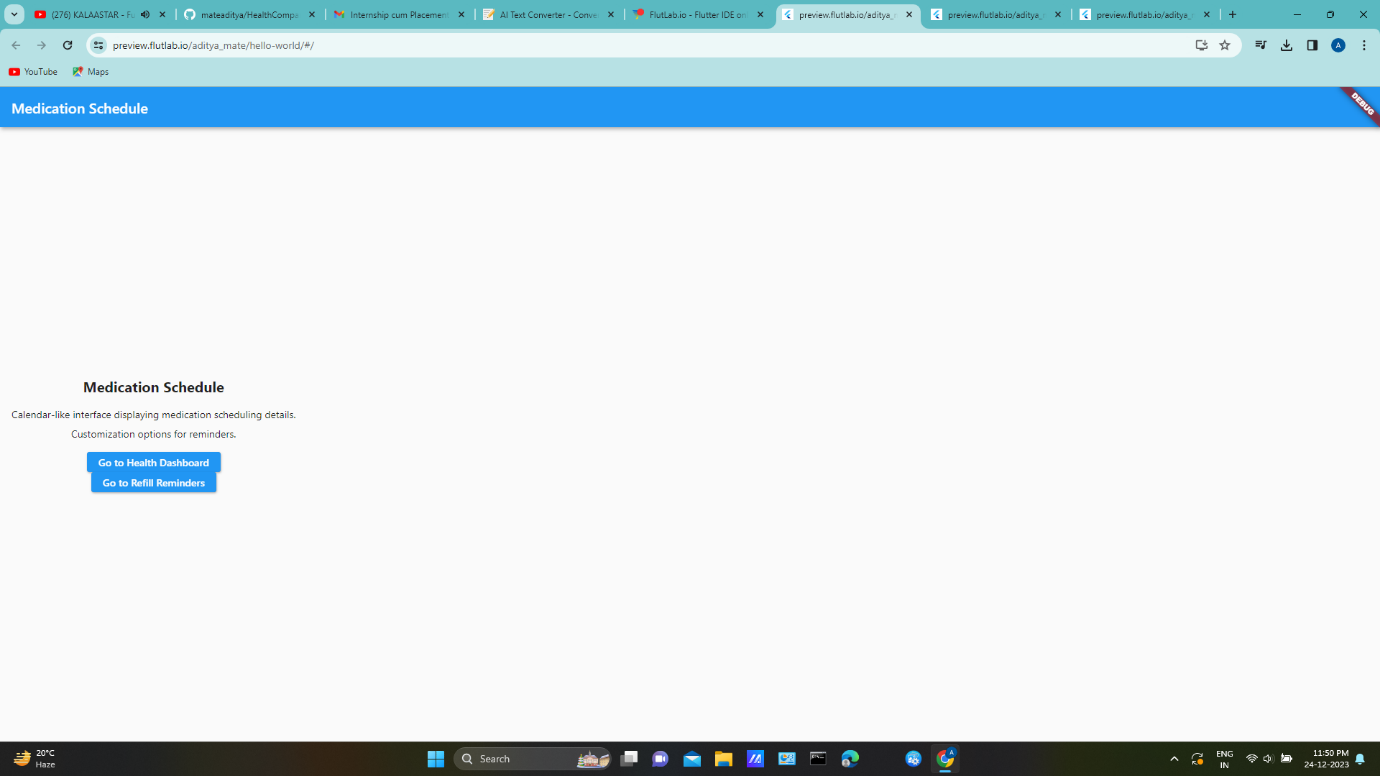 (276) KALAASTAR - Fu
mateaditya/HealthCompa
Internship cum Placement
AI Text Converter - Conve
FlutLab.io - Flutter IDE on
preview.flutlab.io/aditya_
preview.flutlab.io/aditya_
preview.flutlab.io/aditya_
preview.flutlab.io/aditya_mate/hello-world/#/
A
YouTube
Maps
Medication Schedule
DEBUG
Medication Schedule
Calendar-like interface displaying medication scheduling details.
Customization options for reminders.
Go to Health Dashboard
Go to Refill Reminders
20°C
Haze
Search
A
ENG
IN
11:50 PM
24-12-2023